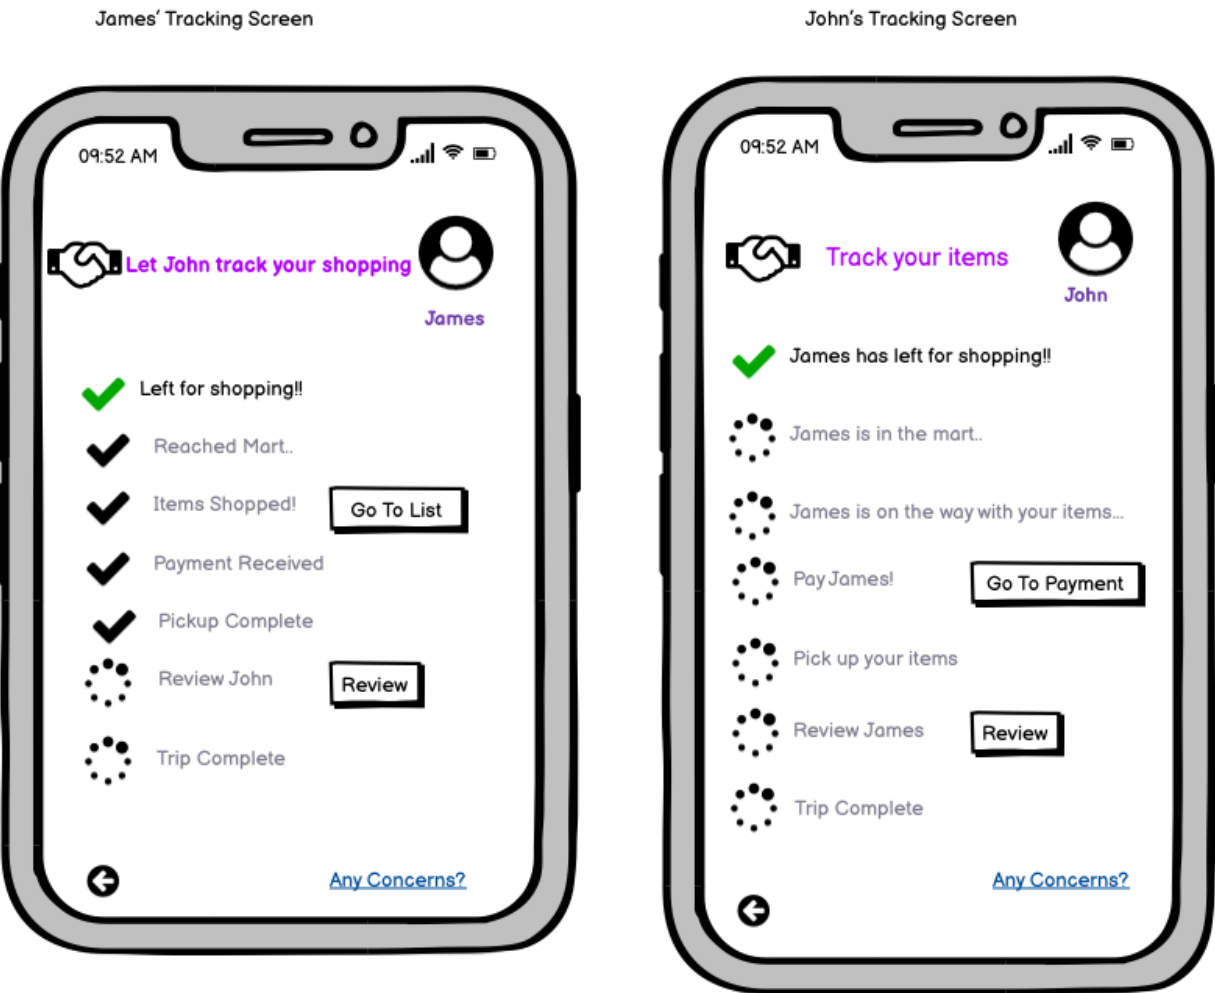 James' Tracking Screen
09:52 AM
Let John track your shopping
James
Left for shopping!!
Reached Mart..
Items Shopped!
Go To List
Payment Received
Pickup Complete
Review John
Review
Trip Complete
Any Concerns?
John's Tracking Screen
09:52 AM
Track your items
John
James has left for shopping!!
James is in the mart..
James is on the way with your items...
Pay James!
Go To Payment
Pick up your items
Review James
Review
Trip Complete
Any Concerns?